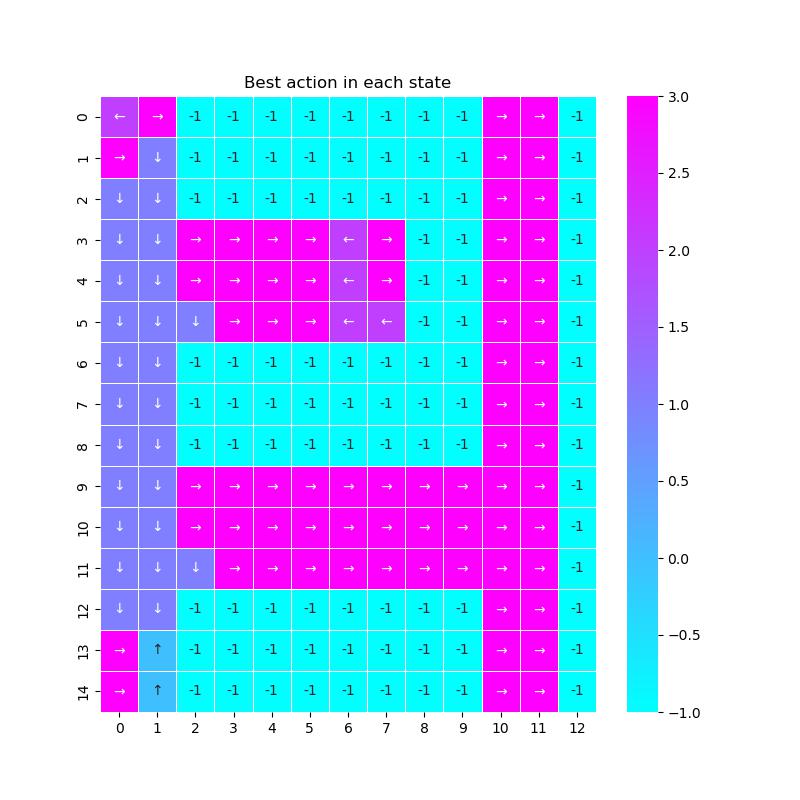 Best action in each state
0 ← → -1 -1 -1 -1 -1 -1 -1 -1 → → -1
1 → ↓ -1 -1 -1 -1 -1 -1 -1 -1 → → -1
2 ↓ ↓ -1 -1 -1 -1 -1 -1 -1 -1 → → -1
3 ↓ ↓ → → → → ← → -1 -1 → → -1
4 ↓ ↓ → → → → ← → -1 -1 → → -1
5 ↓ ↓ ↓ → → → ← ← -1 -1 → → -1
6 ↓ ↓ -1 -1 -1 -1 -1 -1 -1 -1 → → -1
7 ↓ ↓ -1 -1 -1 -1 -1 -1 -1 -1 → → -1
8 ↓ ↓ -1 -1 -1 -1 -1 -1 -1 -1 → → -1
9 ↓ ↓ → → → → → → → → → → -1
10 ↓ ↓ → → → → → → → → → → -1
11 ↓ ↓ ↓ → → → → → → → → → -1
12 ↓ ↓ -1 -1 -1 -1 -1 -1 -1 -1 → → -1
13 → ↑ -1 -1 -1 -1 -1 -1 -1 -1 → → -1
14 → ↑ -1 -1 -1 -1 -1 -1 -1 -1 → → -1
0 1 2 3 4 5 6 7 8 9 10 11 12
3.0
2.5
2.0
1.5
1.0
0.5
0.0
−0.5
−1.0